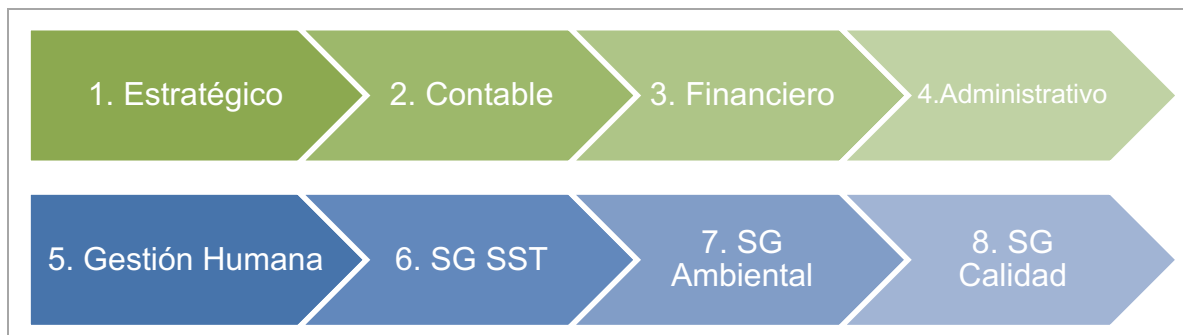 1. Estratégico
2. Contable
3. Financiero
4.Administrativo
5. Gestión Humana
6. SG SST
7. SG
Ambiental
8. SG
Calidad